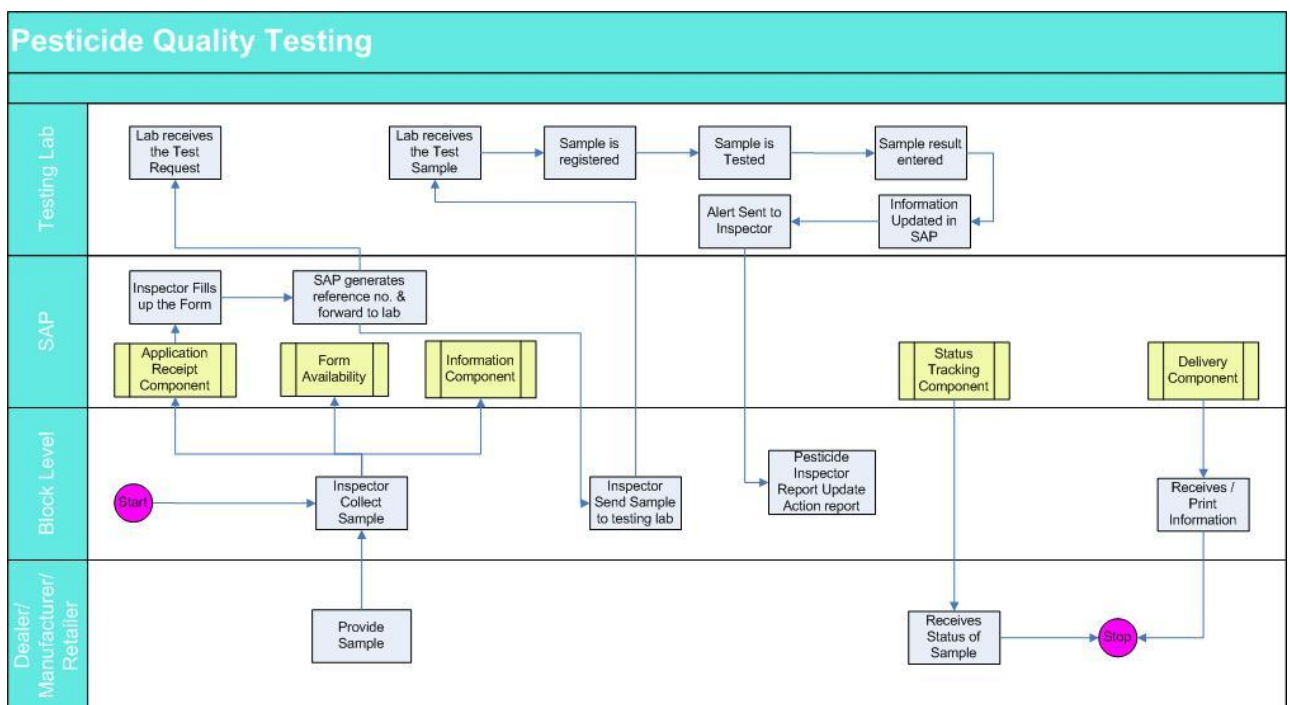 Pesticide Quality Testing
Testing Lab
Lab receives
the Test
Request
Lab receives
the Test
Sample
Sample is
registered
Sample is
Tested
Sample result
entered
Alert Sent to
Inspector
Information
Updated in
SAP
SAP
Inspector Fills
up the Form
SAP generates
reference no. &
forward to lab
Application
Receipt
Component
Form
Availability
Information
Component
Status
Tracking
Component
Delivery
Component
Block Level
Start
Inspector
Collect
Sample
Inspector
Send Sample
to testing lab
Pesticide
Inspector
Report Update
Action report
Receives /
Print
Information
Dealer/
Manufacturer/
Retailer
Provide
Sample
Receives
Status of
Sample
Stop